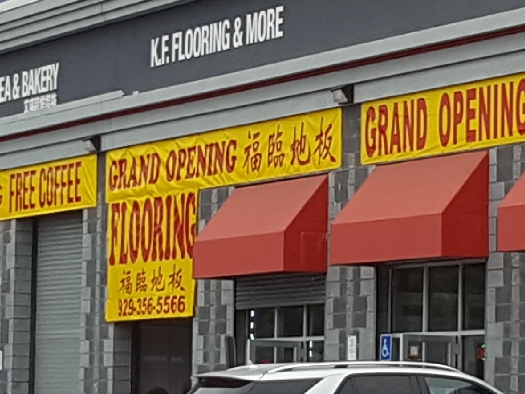 K.F. FLOORING & MORE
EA & BAKERY
FREE COFFEE
GRAND OPENING 福臨地板
GRAND OPENING
FLOORING
福臨地板
929-356-5566